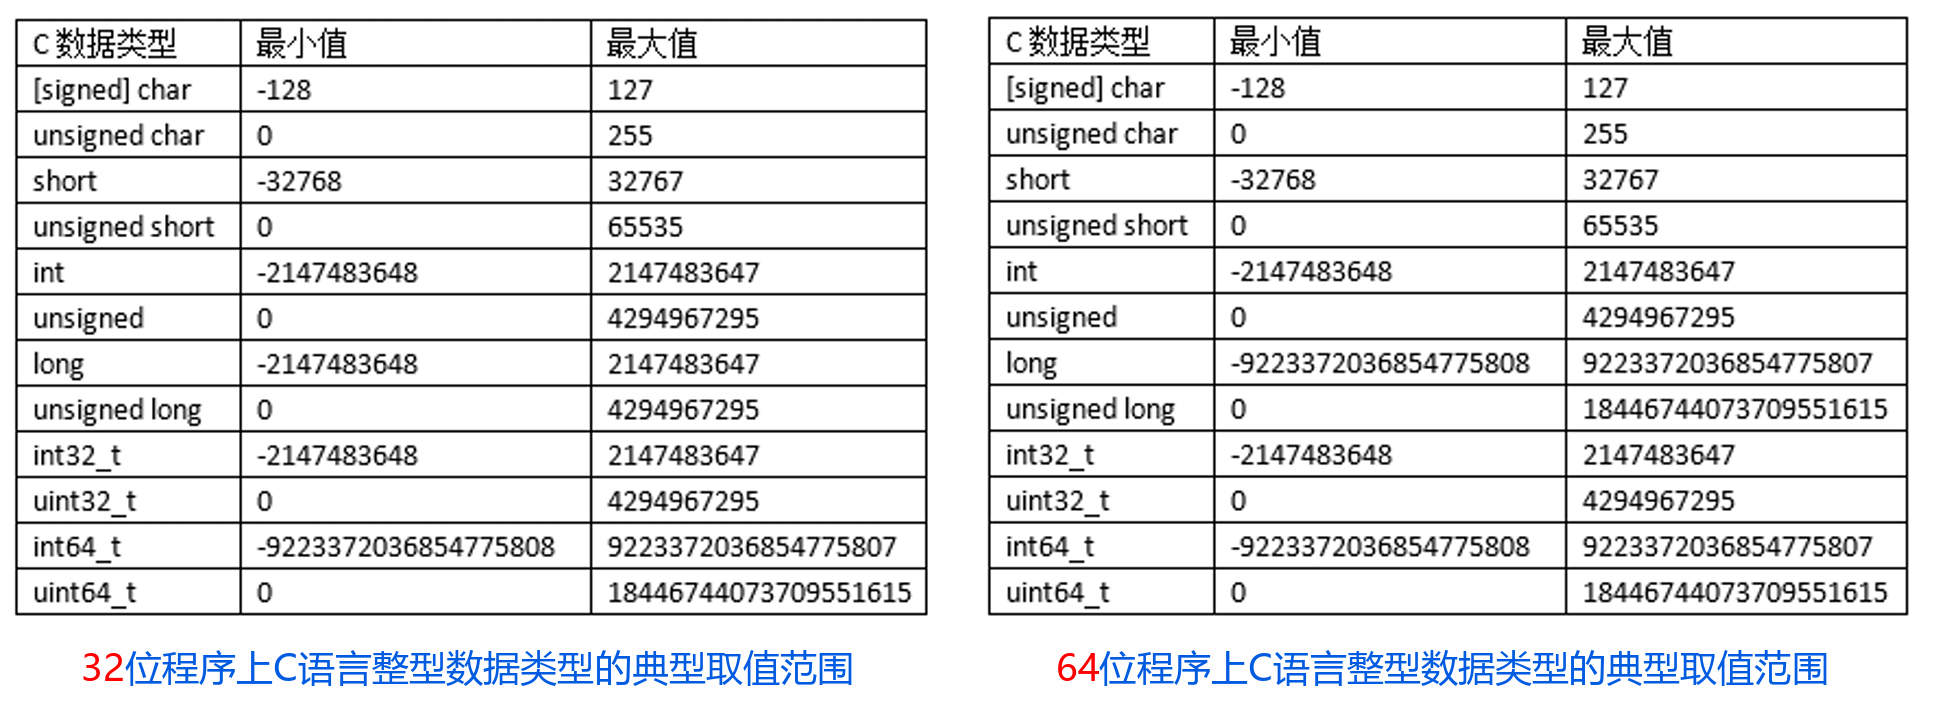 C 数据类型 最小值 最大值
[signed] char -128 127
unsigned char 0 255
short -32768 32767
unsigned short 0 65535
int -2147483648 2147483647
unsigned 0 4294967295
long -2147483648 2147483647
unsigned long 0 4294967295
int32_t -2147483648 2147483647
uint32_t 0 4294967295
int64_t -9223372036854775808 9223372036854775807
uint64_t 0 18446744073709551615
32位程序上C语言整型数据类型的典型取值范围
C 数据类型 最小值 最大值
[signed] char -128 127
unsigned char 0 255
short -32768 32767
unsigned short 0 65535
int -2147483648 2147483647
unsigned 0 4294967295
long -9223372036854775808 9223372036854775807
unsigned long 0 18446744073709551615
int32_t -2147483648 2147483647
uint32_t 0 4294967295
int64_t -9223372036854775808 9223372036854775807
uint64_t 0 18446744073709551615
64位程序上C语言整型数据类型的典型取值范围